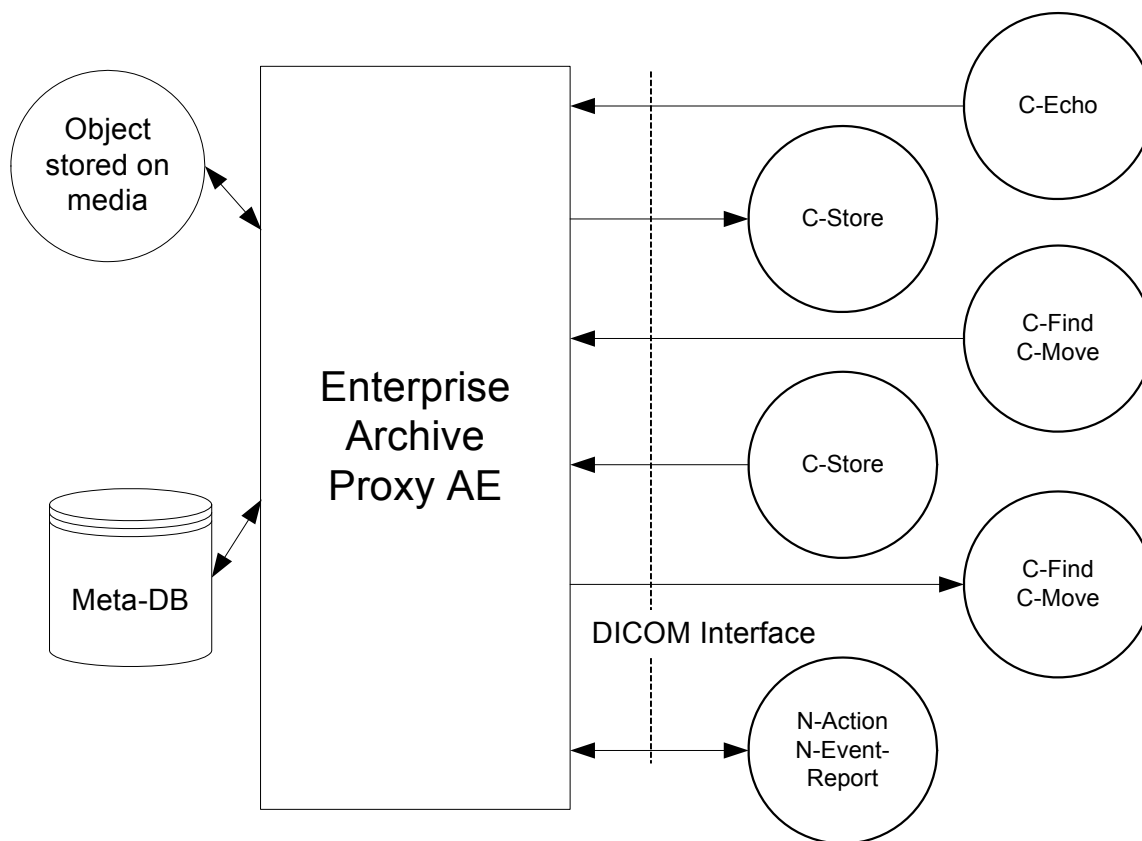 Object
stored on
media
Meta-DB
Enterprise
Archive
Proxy AE
C-Echo
C-Store
C-Find
C-Move
C-Store
C-Find
C-Move
DICOM Interface
N-Action
N-Event-
Report